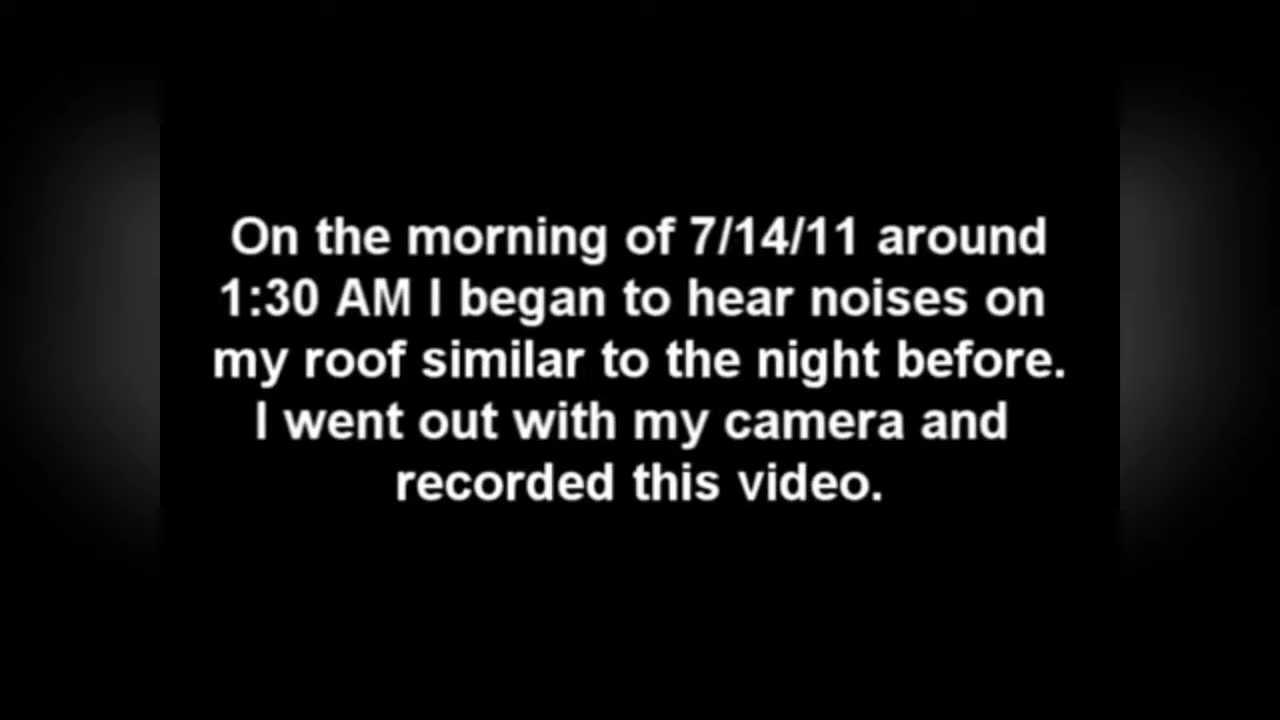 On the morning of 7/14/11 around
1:30 AM I began to hear noises on
my roof similar to the night before.
I went out with my camera and
recorded this video.